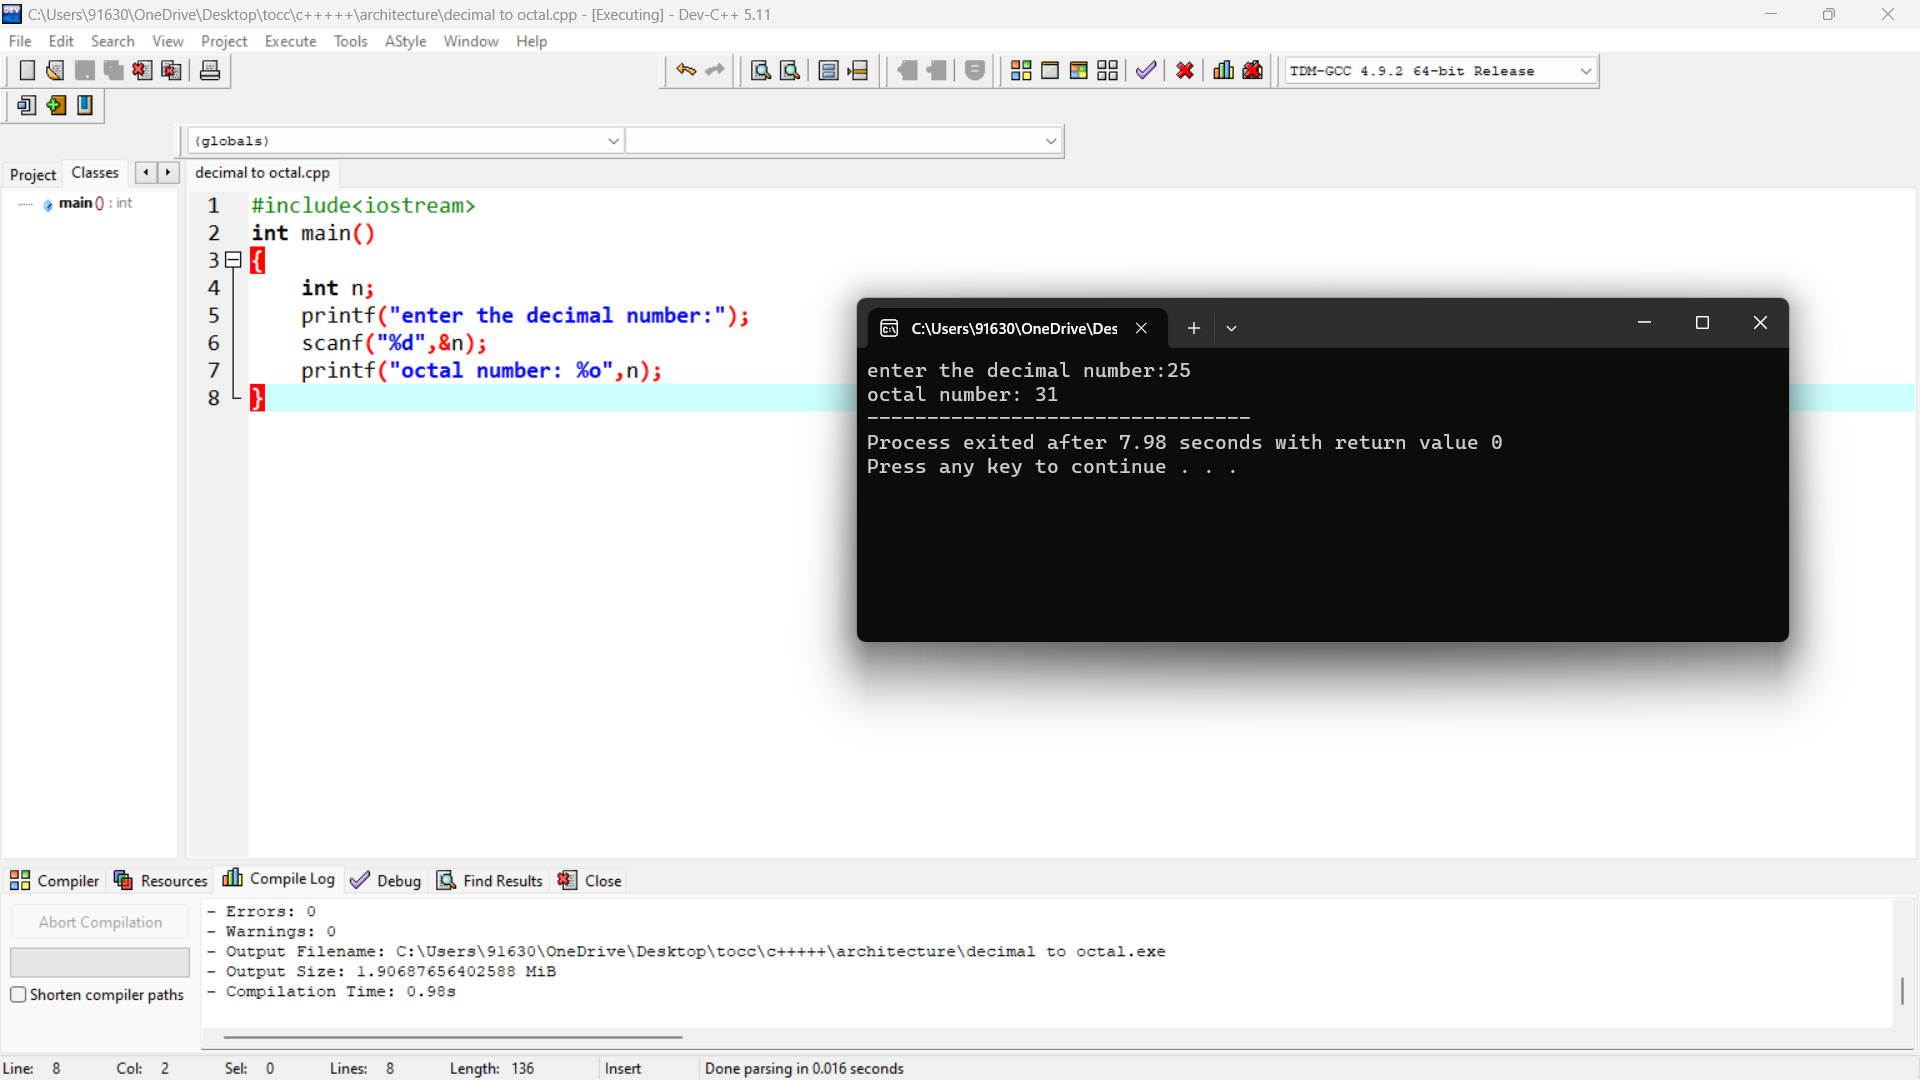 C:\Users\91630\OneDrive\Desktop\tocc\c+++++\architecture\decimal to octal.cpp - [Executing] - Dev-C++ 5.11
File Edit Search View Project Execute Tools AStyle Window Help
TDM-GCC 4.9.2 64-bit Release
(globals)
Project Classes decimal to octal.cpp
main () : int
1 #include<iostream>
2 int main()
3 {
4 int n;
5 printf("enter the decimal number:");
6 scanf("%d",&n);
7 printf("octal number: %o",n);
8 }
C:\Users\91630\OneDrive\Des
enter the decimal number:25
octal number: 31
--------------------------------
Process exited after 7.98 seconds with return value 0
Press any key to continue . . .
Compiler Resources Compile Log Debug Find Results Close
Abort Compilation
Shorten compiler paths
- Errors: 0
- Warnings: 0
- Output Filename: C:\Users\91630\OneDrive\Desktop\tocc\c+++++\architecture\decimal to octal.exe
- Output Size: 1.90687656402588 MiB
- Compilation Time: 0.98s
Line: 8 Col: 2 Sel: 0 Lines: 8 Length: 136 Insert Done parsing in 0.016 seconds